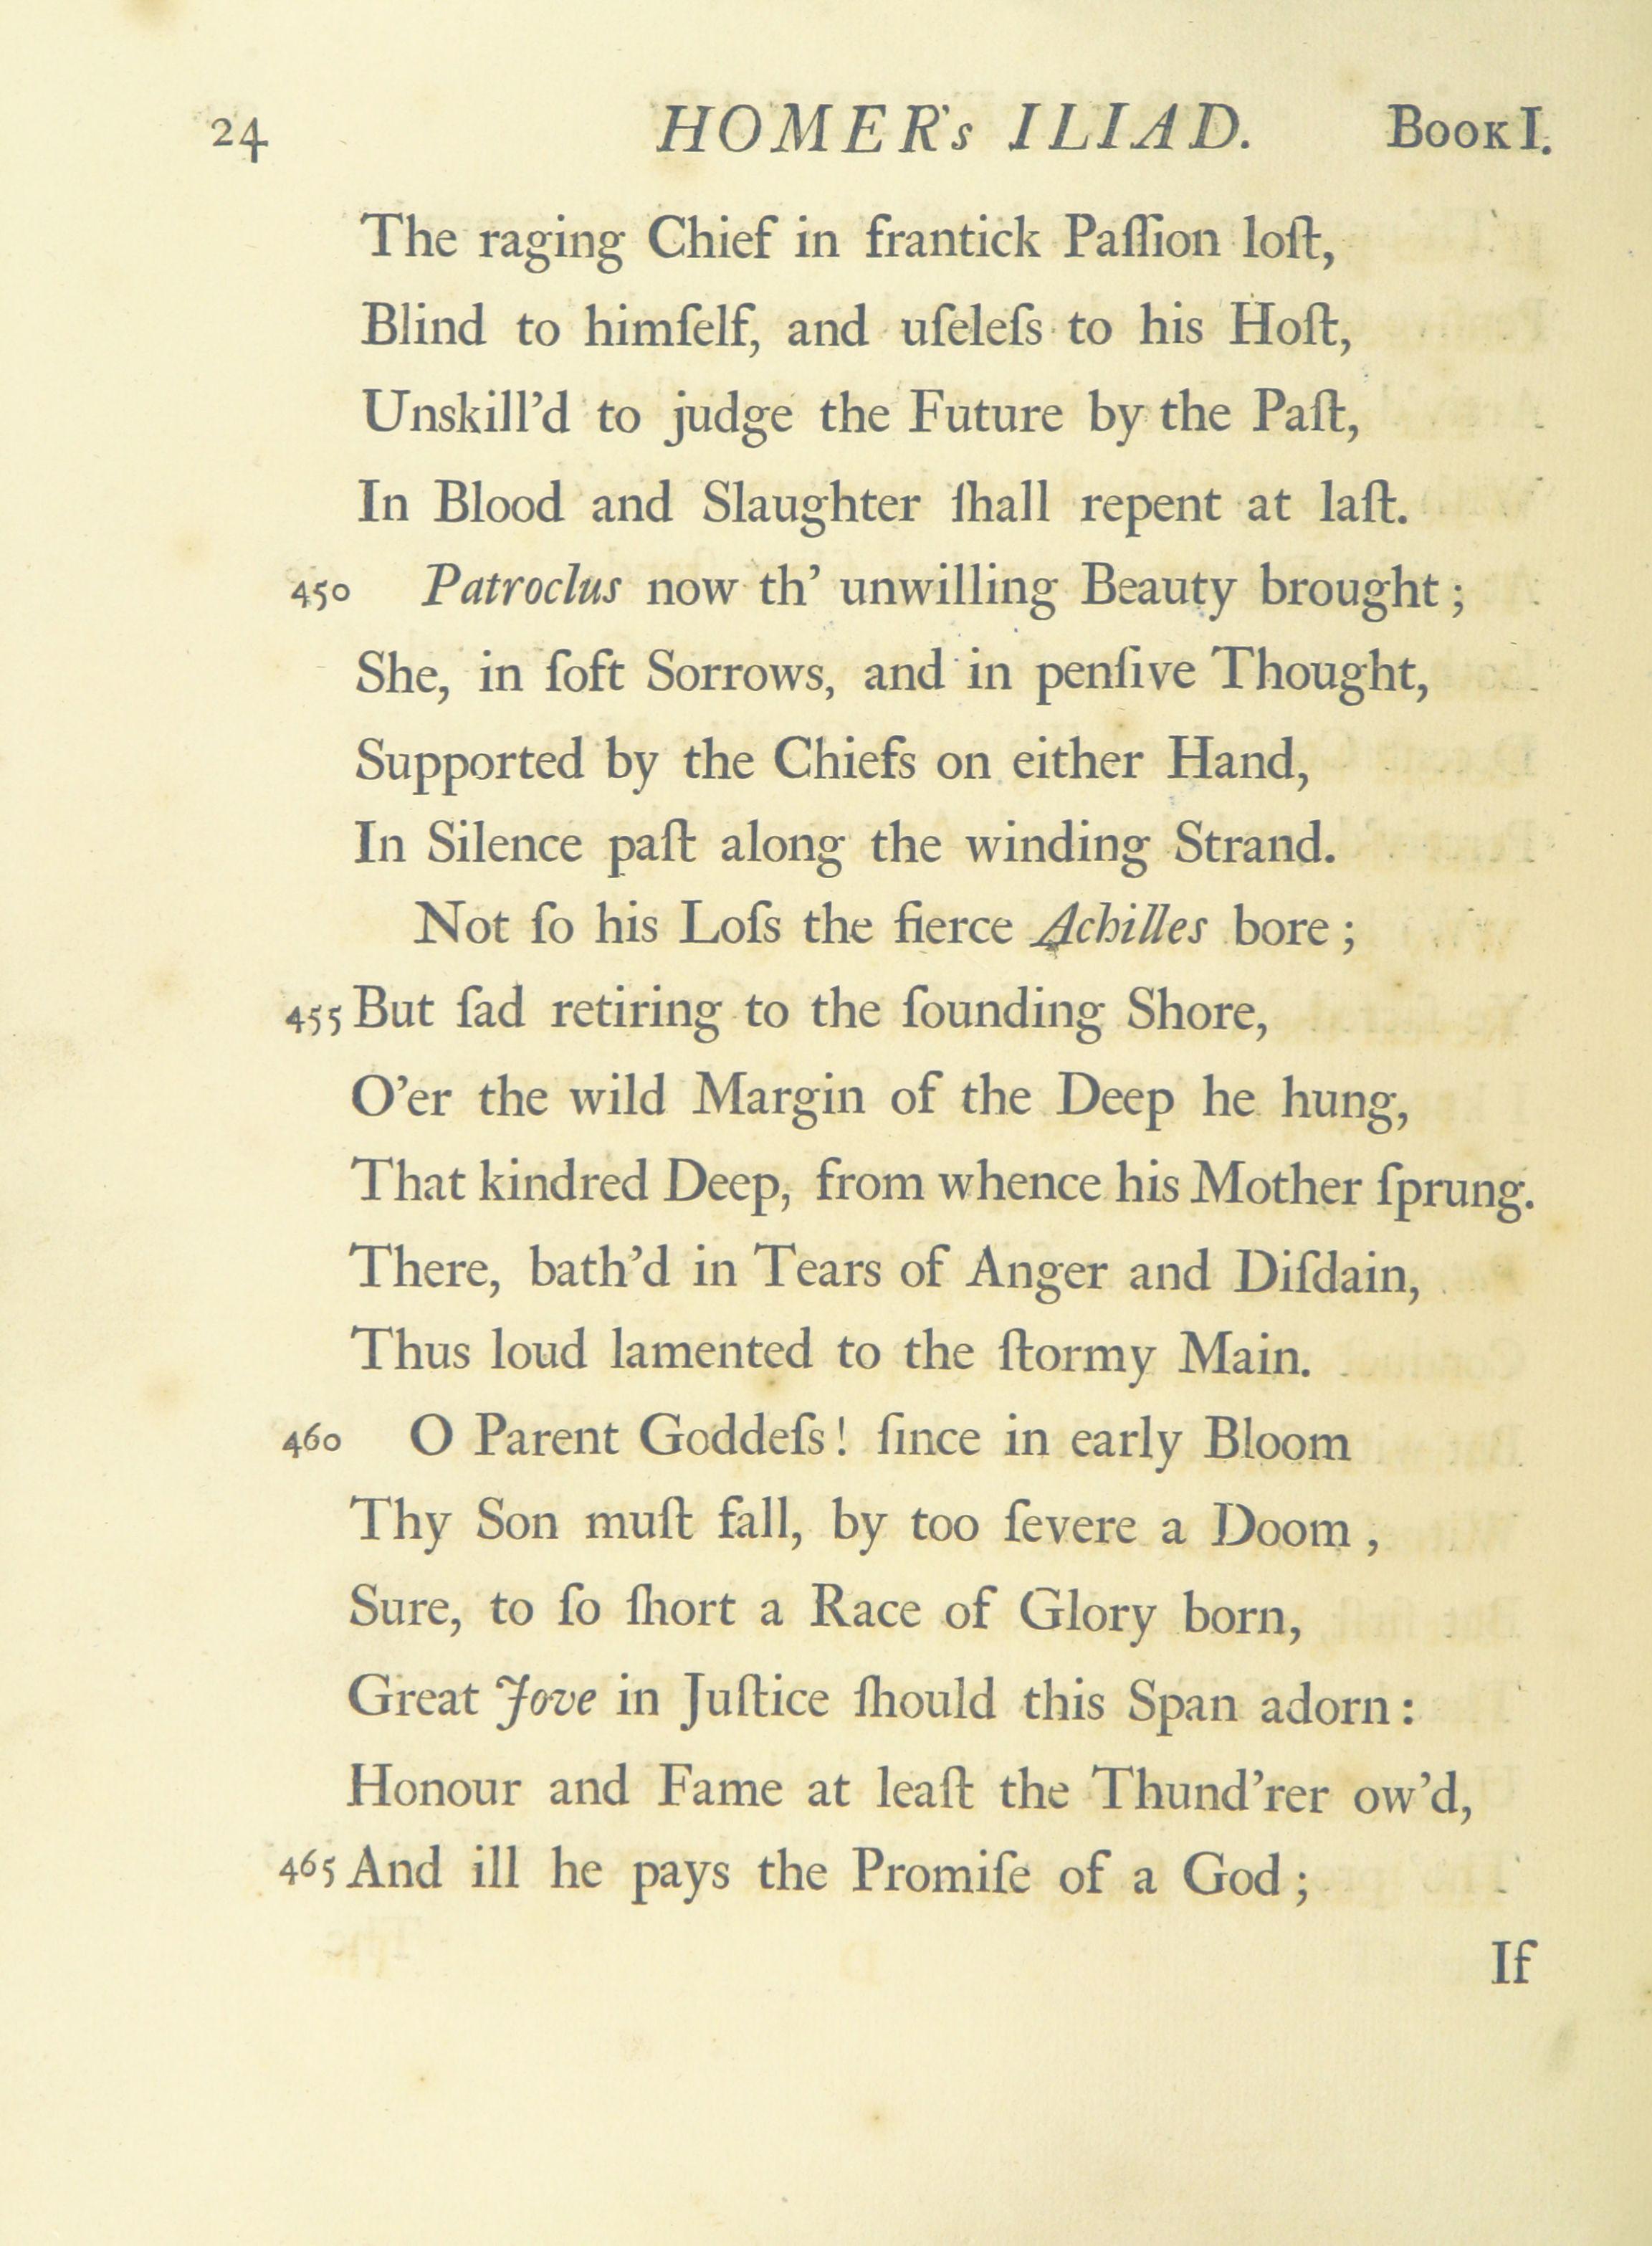 24 HOMER's ILIAD. BOOK I.
The raging Chief in frantick Paſſion loſt,
Blind to himſelf, and uſeleſs to his Hoſt,
Unskill’d to judge the Future by the Paſt,
In Blood and Slaughter ſhall repent at laſt.
450 Patroclus now th’ unwilling Beauty brought;
She, in ſoft Sorrows, and in penſive Thought,
Supported by the Chiefs on either Hand,
In Silence paſt along the winding Strand.
Not ſo his Loſs the fierce Achilles bore;
455 But ſad retiring to the ſounding Shore,
O’er the wild Margin of the Deep he hung,
That kindred Deep, from whence his Mother ſprung.
There, bath’d in Tears of Anger and Diſdain,
Thus loud lamented to the ſtormy Main.
460 O Parent Goddeſs! ſince in early Bloom
Thy Son muſt fall, by too ſevere a Doom,
Sure, to ſo ſhort a Race of Glory born,
Great Jove in Juſtice ſhould this Span adorn:
Honour and Fame at leaſt the Thund’rer ow’d,
465 And ill he pays the Promiſe of a God;
If